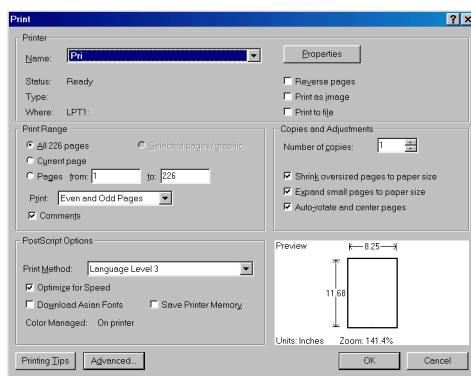 Print
Printer
Name: Pri
Properties
Status: Ready
Type:
Where: LPT1:
Reverse pages
Print as image
Print to file
Print Range
All 226 pages
Selected pages/graphic
Current page
Pages from: 1 to: 226
Print: Even and Odd Pages
Comments
Copies and Adjustments
Number of copies: 1
Shrink oversized pages to paper size
Expand small pages to paper size
Auto-rotate and center pages
PostScript Options
Print Method: Language Level 3
Optimize for Speed
Download Asian Fonts
Save Printer Memory
Color Managed: On printer
Preview
8.25
11.68
Units: Inches Zoom: 141.4%
Printing Tips
Advanced...
OK
Cancel